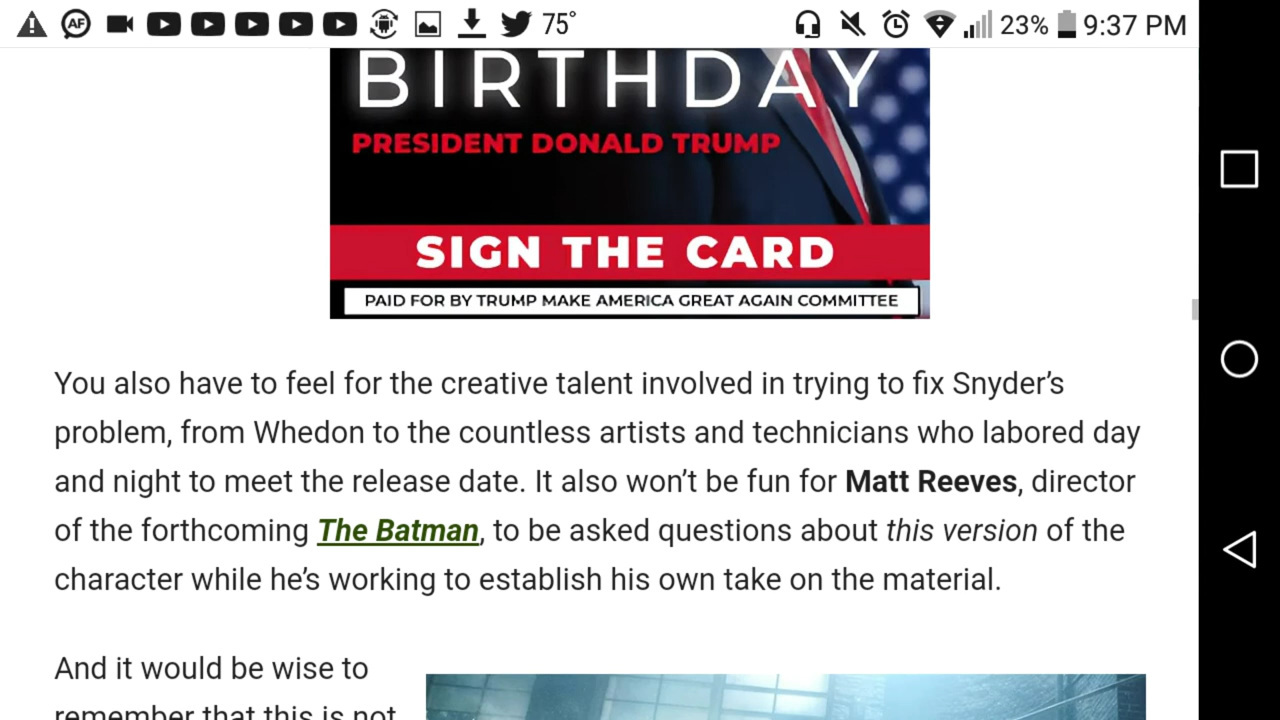 75°
23% 9:37 PM
BIRTHDAY
PRESIDENT DONALD TRUMP
SIGN THE CARD
PAID FOR BY TRUMP MAKE AMERICA GREAT AGAIN COMMITTEE
You also have to feel for the creative talent involved in trying to fix Snyder’s
problem, from Whedon to the countless artists and technicians who labored day
and night to meet the release date. It also won’t be fun for Matt Reeves, director
of the forthcoming The Batman, to be asked questions about this version of the
character while he’s working to establish his own take on the material.
And it would be wise to
remember that this is not